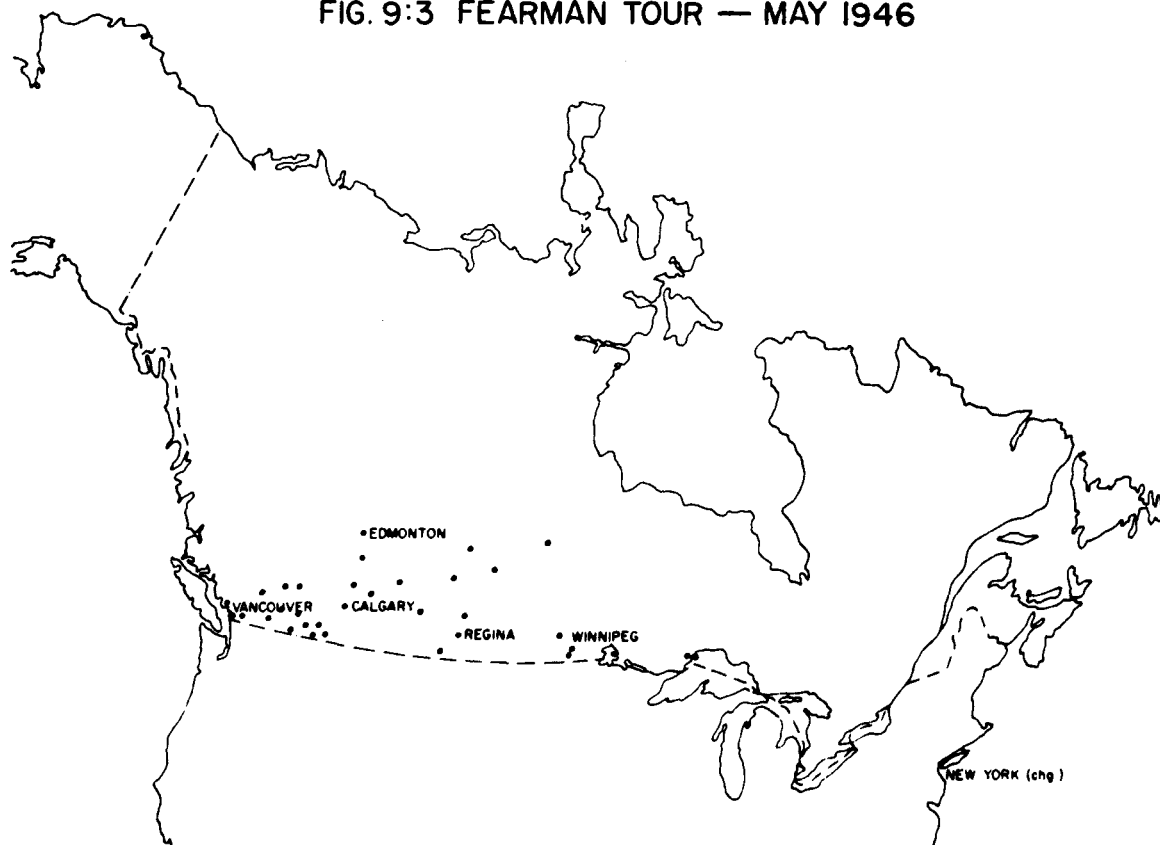 FIG. 9:3 FEARMAN TOUR — MAY 1946
EDMONTON
VANCOUVER
CALGARY
REGINA
WINNIPEG
NEW YORK (chg)